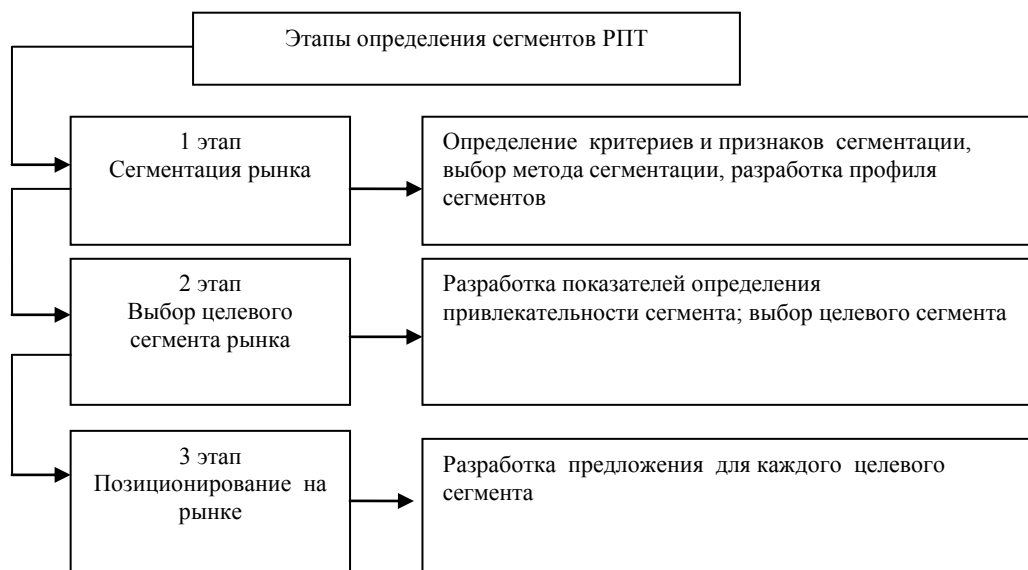 Этапы определения сегментов РПТ
1 этап
Сегментация рынка
Определение критериев и признаков сегментации,
выбор метода сегментации, разработка профиля
сегментов
2 этап
Выбор целевого
сегмента рынка
Разработка показателей определения
привлекательности сегмента; выбор целевого сегмента
3 этап
Позиционирование на
рынке
Разработка предложения для каждого целевого
сегмента